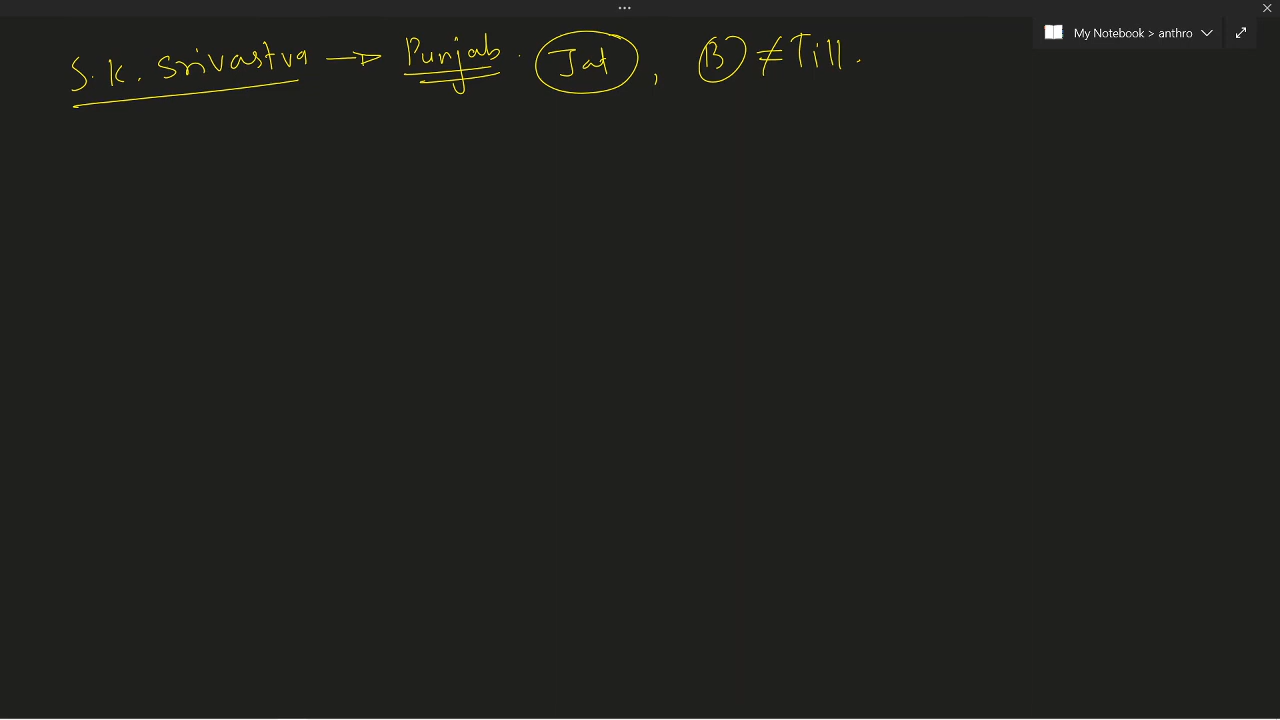 My Notebook > anthro
S.K. Srivastva → Punjab. Jat, B ≠ Till.